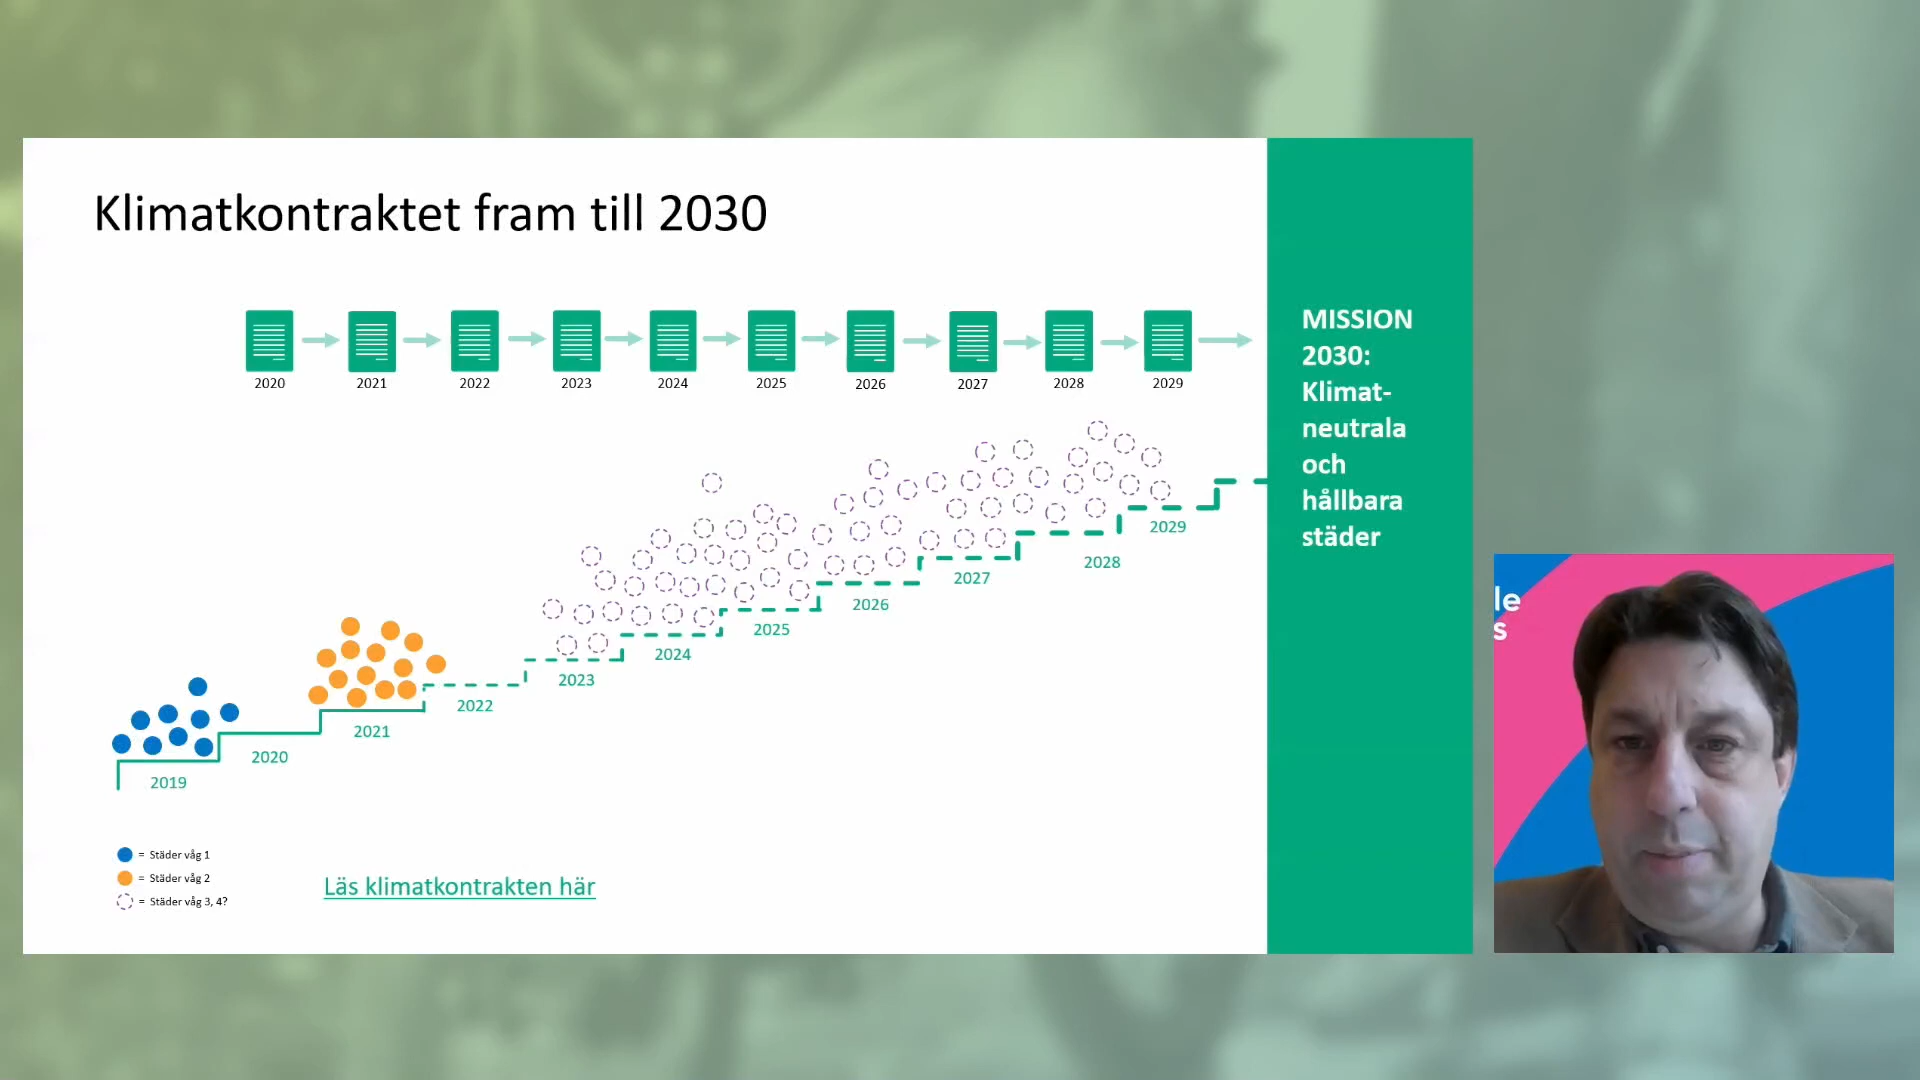 Klimatkontraktet fram till 2030
2020
2021
2022
2023
2024
2025
2026
2027
2028
2029
MISSION
2030:
Klimat-
neutrala
och
hållbara
städer
2019
2020
2021
2022
2023
2024
2025
2026
2027
2028
2029
= Städer våg 1
= Städer våg 2
= Städer våg 3, 4?
Läs klimatkontrakten här
le
s